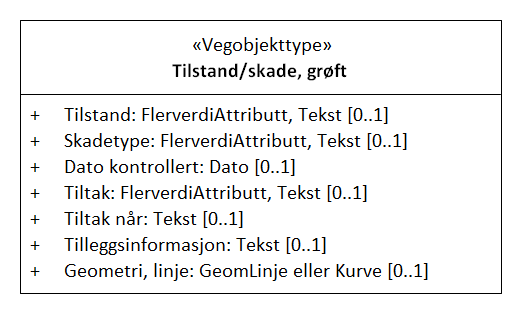 «Vegobjekttype»
Tilstand/skade, grøft
+ Tilstand: FlerverdiAttributt, Tekst [0..1]
+ Skadetype: FlerverdiAttributt, Tekst [0..1]
+ Dato kontrollert: Dato [0..1]
+ Tiltak: FlerverdiAttributt, Tekst [0..1]
+ Tiltak når: Tekst [0..1]
+ Tilleggsinformasjon: Tekst [0..1]
+ Geometri, linje: GeomLinje eller Kurve [0..1]